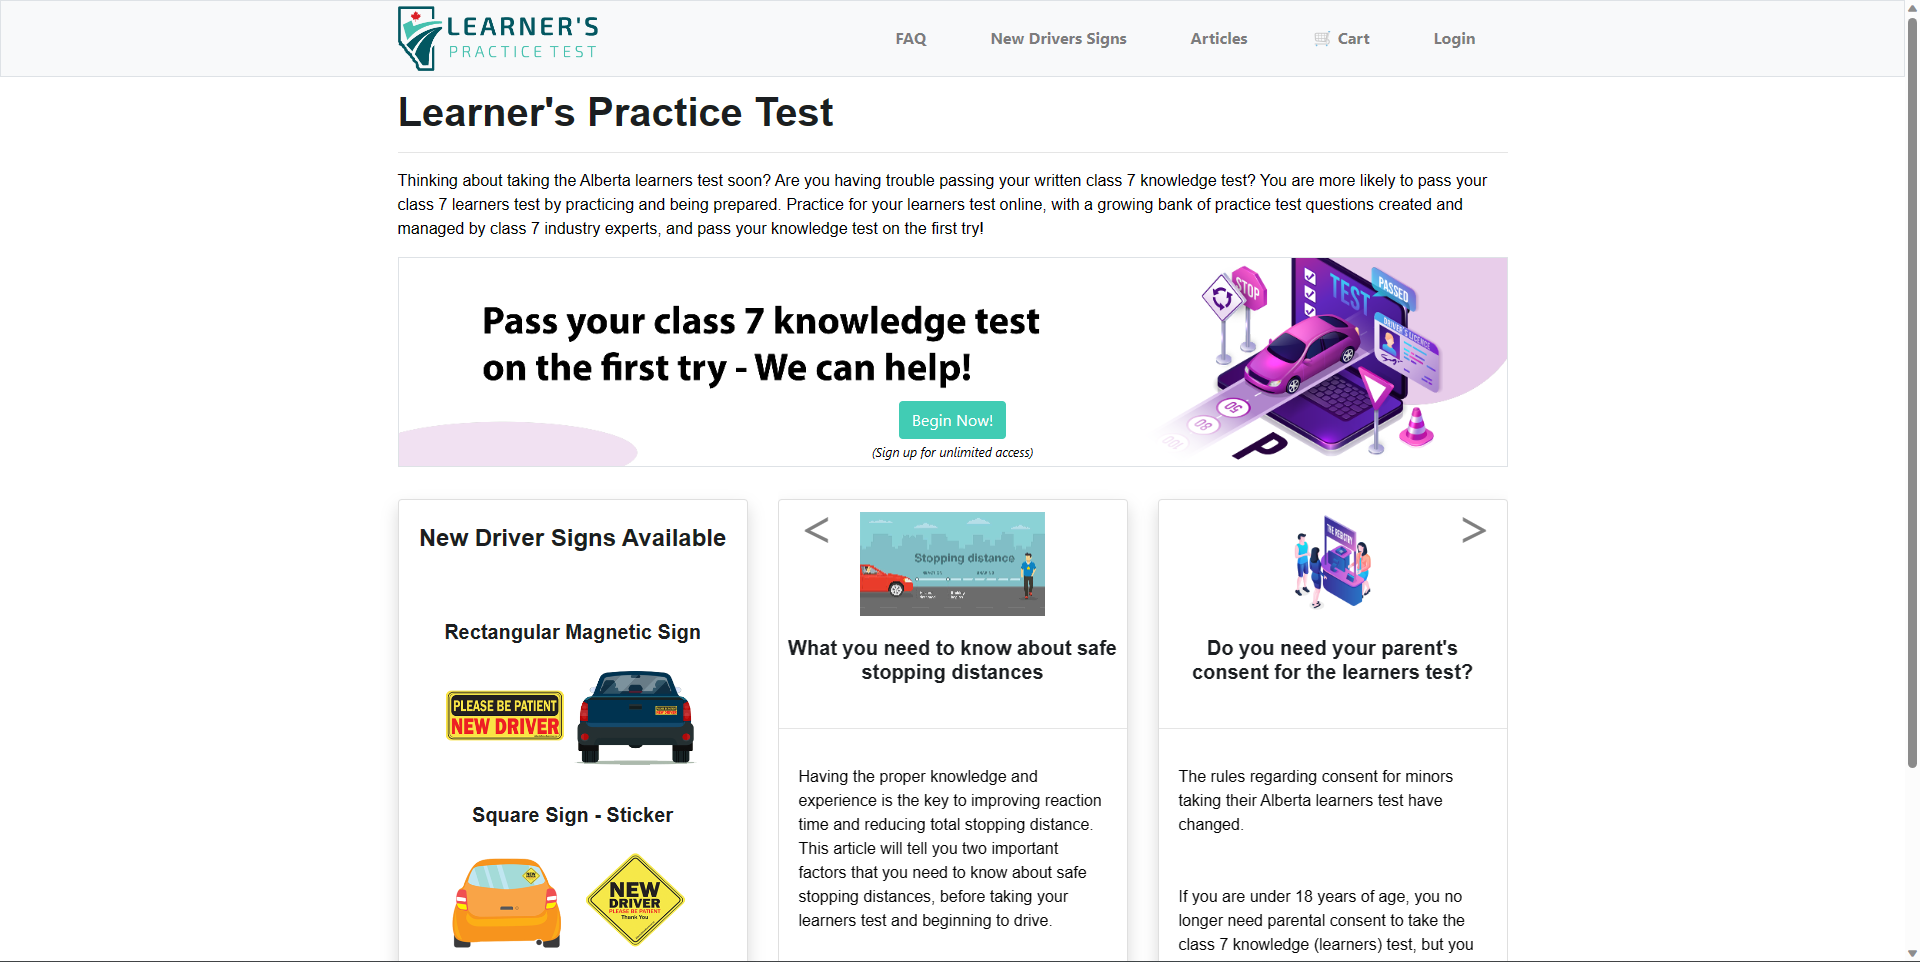 LEARNER'S
PRACTICE TEST
FAQ
New Drivers Signs
Articles
Cart
Login
Learner's Practice Test
Thinking about taking the Alberta learners test soon? Are you having trouble passing your written class 7 knowledge test? You are more likely to pass your
class 7 learners test by practicing and being prepared. Practice for your learners test online, with a growing bank of practice test questions created and
managed by class 7 industry experts, and pass your knowledge test on the first try!
Pass your class 7 knowledge test
on the first try - We can help!
Begin Now!
(Sign up for unlimited access)
STOP
TEST
PASSED
DRIVER'S LICENCE
50
80
100
P
New Driver Signs Available
Rectangular Magnetic Sign
PLEASE BE PATIENT
NEW DRIVER
Square Sign - Sticker
NEW
DRIVER
PLEASE BE PATIENT
Thank You
<
Stopping distance
What you need to know about safe
stopping distances
Having the proper knowledge and
experience is the key to improving reaction
time and reducing total stopping distance.
This article will tell you two important
factors that you need to know about safe
stopping distances, before taking your
learners test and beginning to drive.
>
THE REGISTRY
Do you need your parent's
consent for the learners test?
The rules regarding consent for minors
taking their Alberta learners test have
changed.
If you are under 18 years of age, you no
longer need parental consent to take the
class 7 knowledge (learners) test, but you